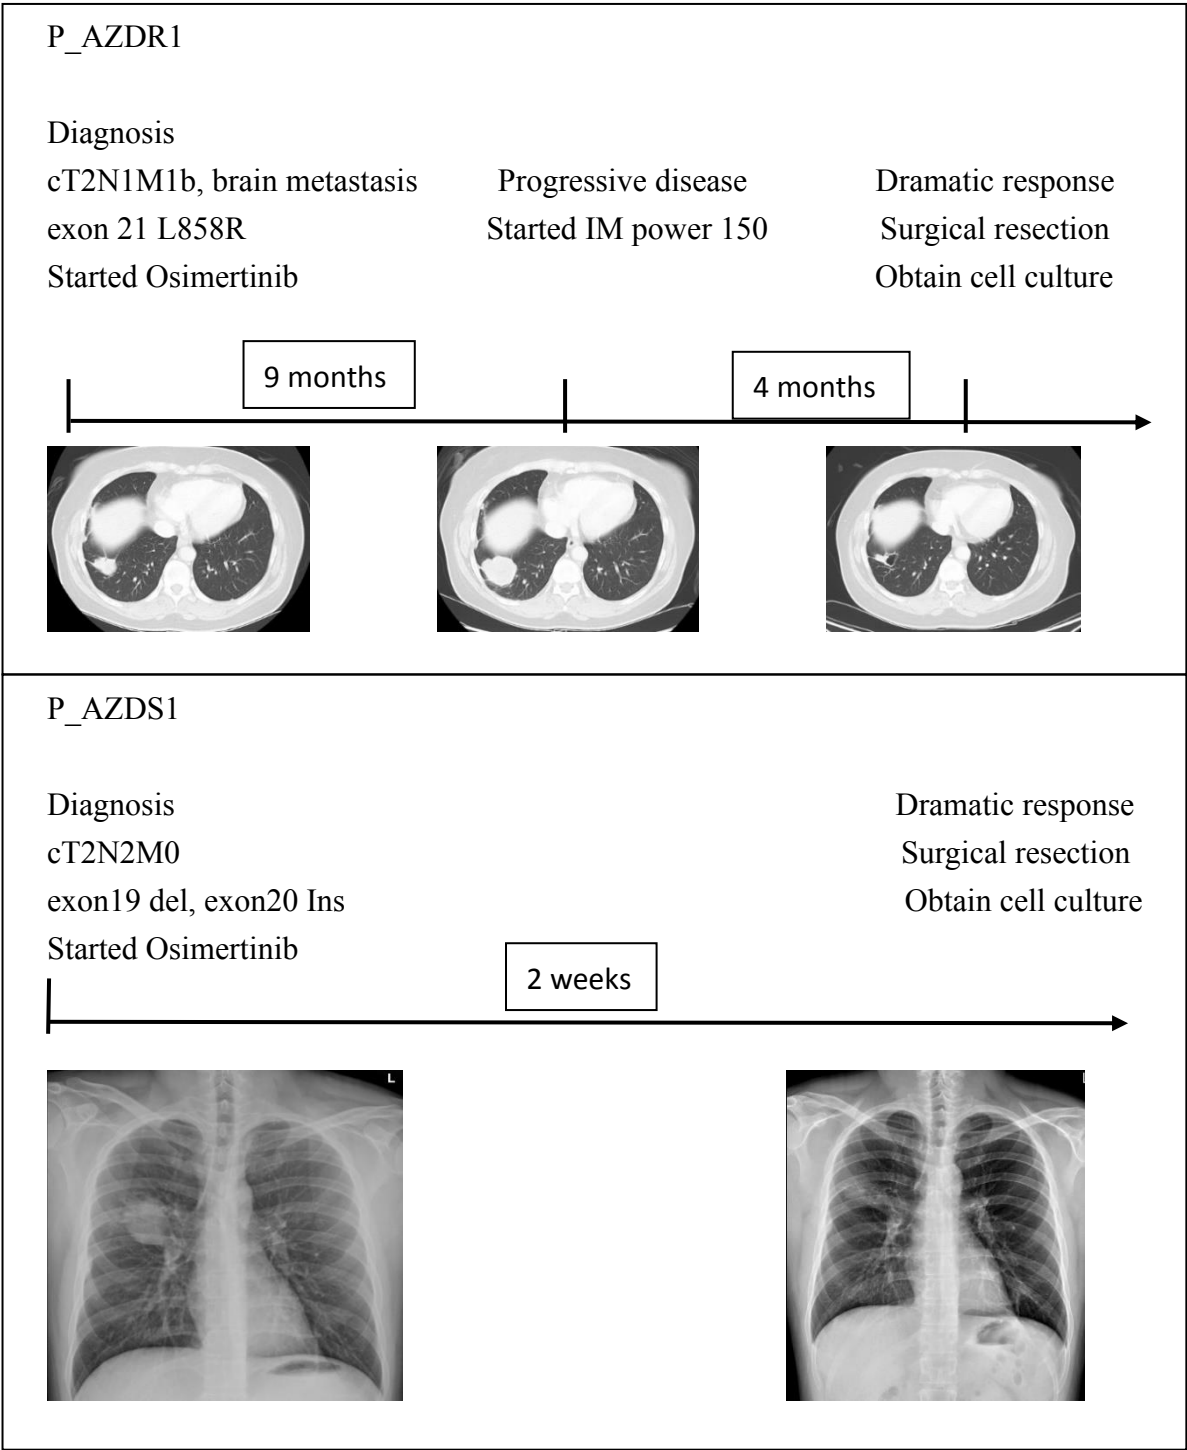 P_AZDR1
Diagnosis
cT2N1M1b, brain metastasis
exon 21 L858R
Started Osimertinib
Progressive disease
Started IM power 150
Dramatic response
Surgical resection
Obtain cell culture
9 months
4 months
P_AZDS1
Diagnosis
cT2N2M0
exon19 del, exon20 Ins
Started Osimertinib
Dramatic response
Surgical resection
Obtain cell culture
2 weeks
L